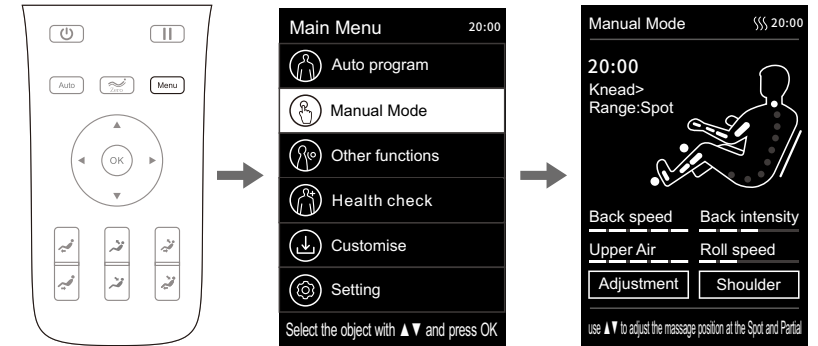 Auto
Zero
Menu
OK
Main Menu 20:00
Auto program
Manual Mode
Other functions
Health check
Customise
Setting
Select the object with ▲▼ and press OK
Manual Mode 20:00
20:00
Knead>
Range:Spot
Back speed Back intensity
Upper Air Roll speed
Adjustment Shoulder
use ▲▼ to adjust the massage position at the Spot and Partial